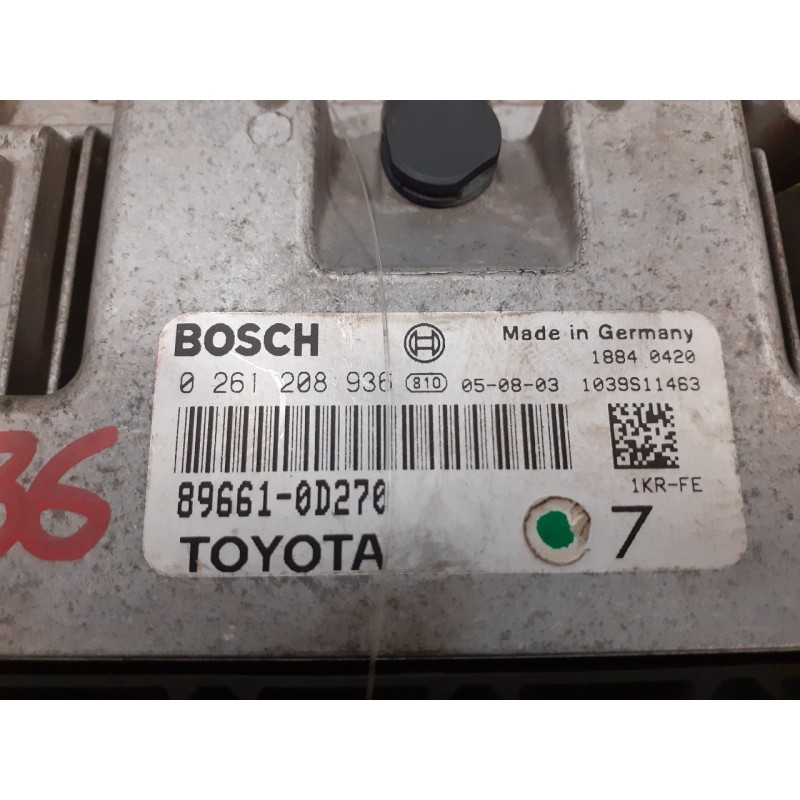 BOSCH Made in Germany
1884 0420
0 261 208 936 810 05-08-03 1039S11463
89661-0D270 1KR-FE
TOYOTA 7
36